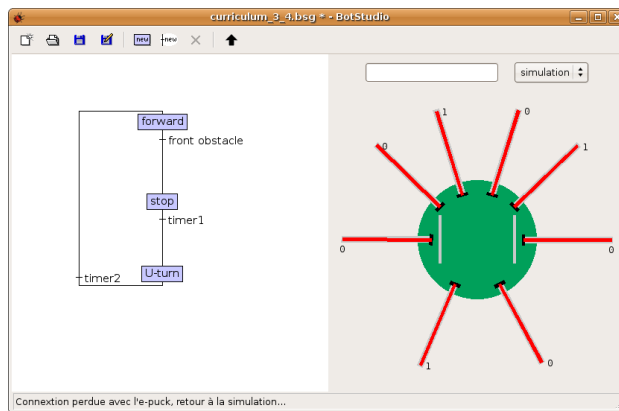 curriculum_3_4.bsg * - BotStudio
new
new
simulation
forward
front obstacle
stop
timer1
U-turn
timer2
1
0
0
1
0
0
1
0
Connextion perdue avec l'e-puck, retour à la simulation...